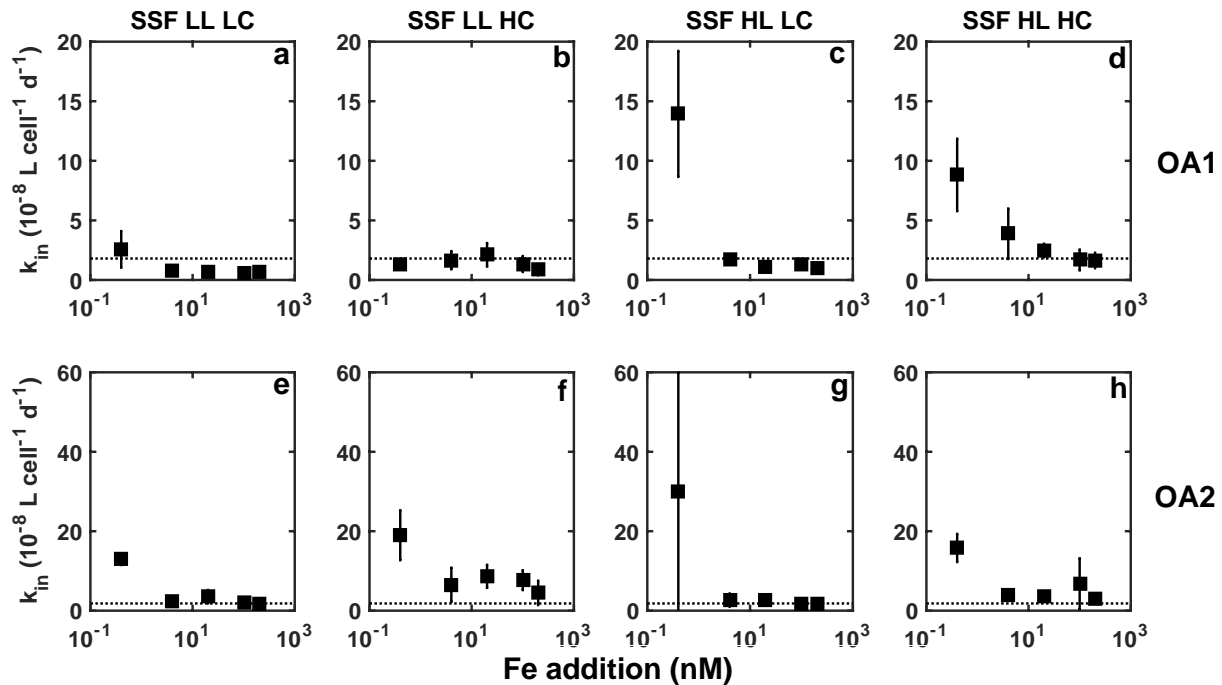 SSF LL LC SSF LL HC SSF HL LC SSF HL HC
20 20 20 20
a b c d
15 15 15 15
10 10 10 10
5 5 5 5
0 0 0 0
k_in (10^-8 L cell^-1 d^-1)
OA1
10^-1 10^1 10^3 10^-1 10^1 10^3 10^-1 10^1 10^3 10^-1 10^1 10^3
60 60 60 60
e f g h
40 40 40 40
20 20 20 20
0 0 0 0
k_in (10^-8 L cell^-1 d^-1)
OA2
10^-1 10^1 10^3 10^-1 10^1 10^3 10^-1 10^1 10^3 10^-1 10^1 10^3
Fe addition (nM)